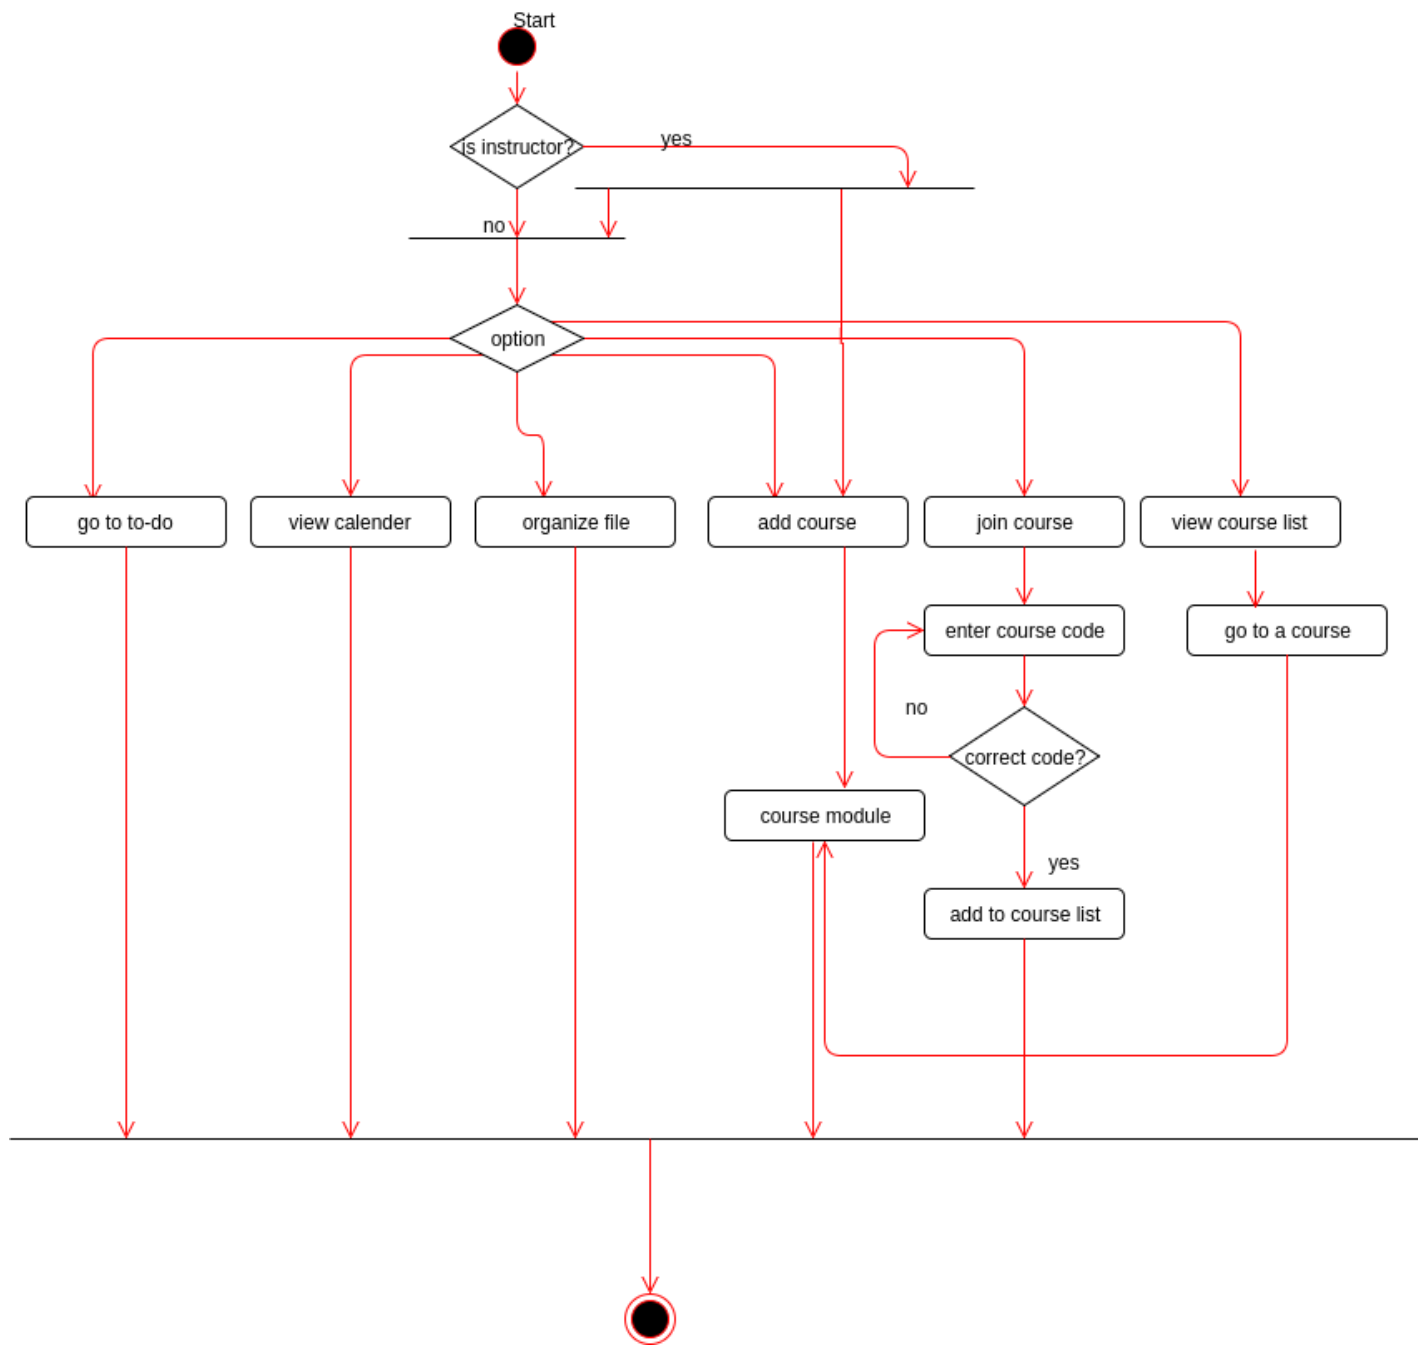 Start
is instructor?
yes
no
option
go to to-do
view calender
organize file
add course
join course
view course list
enter course code
go to a course
no
correct code?
course module
yes
add to course list